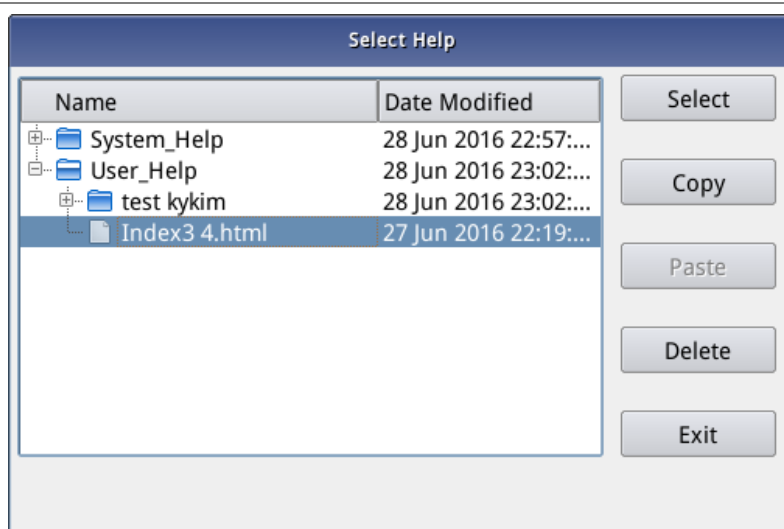 Select Help
Name Date Modified
System_Help 28 Jun 2016 22:57:...
User_Help 28 Jun 2016 23:02:...
test kykim 28 Jun 2016 23:02:...
Index3 4.html 27 Jun 2016 22:19:...
Select
Copy
Paste
Delete
Exit